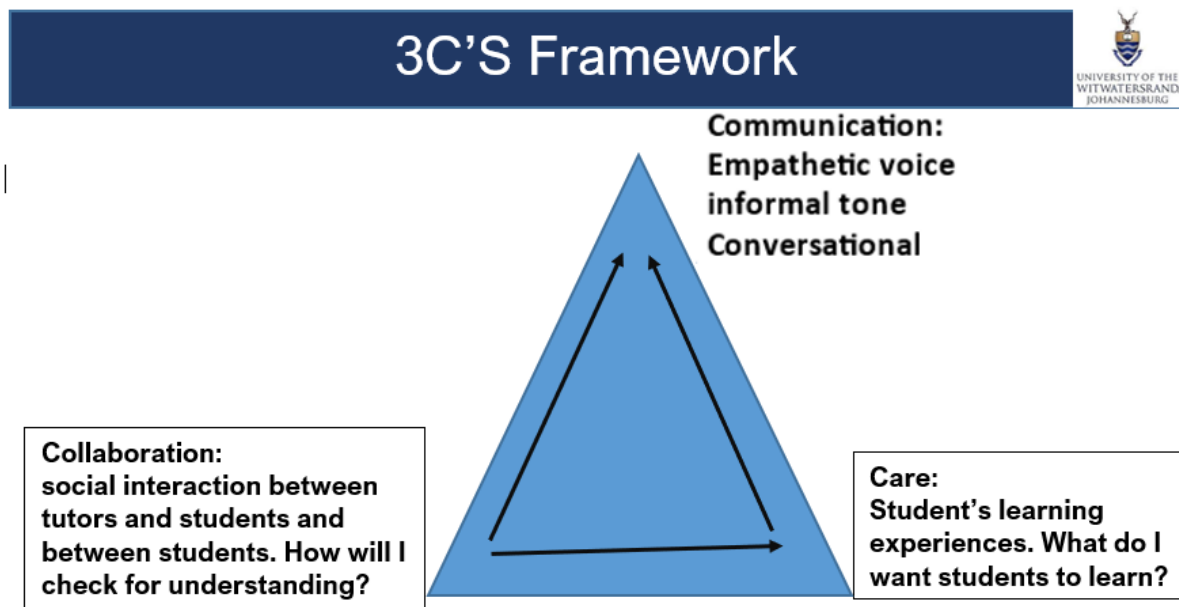 3C'S Framework
UNIVERSITY OF THE
WITWATERSRAND,
JOHANNESBURG
Communication:
Empathetic voice
informal tone
Conversational
Collaboration:
social interaction between
tutors and students and
between students. How will I
check for understanding?
Care:
Student's learning
experiences. What do I
want students to learn?